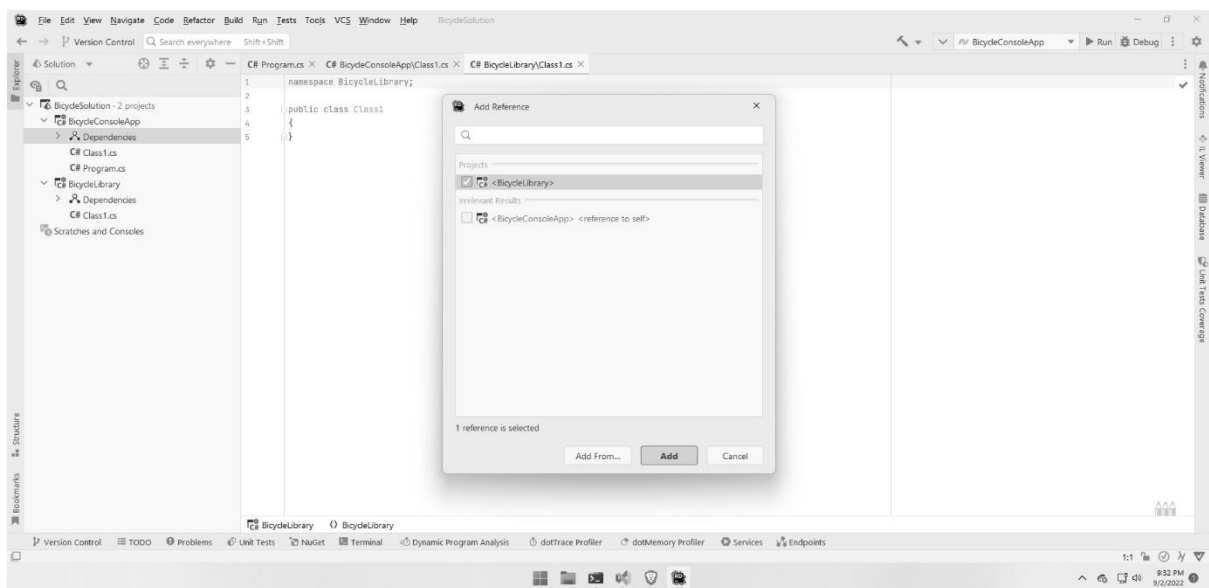 File Edit View Navigate Code Refactor Build Run Tests Tools VCS Window Help BicycleSolution
Version Control Search everywhere Shift+Shift BicycleConsoleApp Run Debug
Explorer
Solution
C# Program.cs C# BicycleConsoleApp\Class1.cs C# BicycleLibrary\Class1.cs
BicycleSolution · 2 projects
BicycleConsoleApp
Dependencies
C# Class1.cs
C# Program.cs
BicycleLibrary
Dependencies
C# Class1.cs
Scratches and Consoles
Structure
Bookmarks
1 namespace BicycleLibrary;
2
3 public class Class1
4 {
5 }
Add Reference
Projects
C# <BicycleLibrary>
Irrelevant Results
C# <BicycleConsoleApp> <reference to self>
1 reference is selected
Add From... Add Cancel
Notifications
IL Viewer
Database
Unit Tests Coverage
C# BicycleLibrary BicycleLibrary
Version Control TODO Problems Unit Tests NuGet Terminal Dynamic Program Analysis dotTrace Profiler dotMemory Profiler Services Endpoints
1:1
9:32 PM
9/2/2022